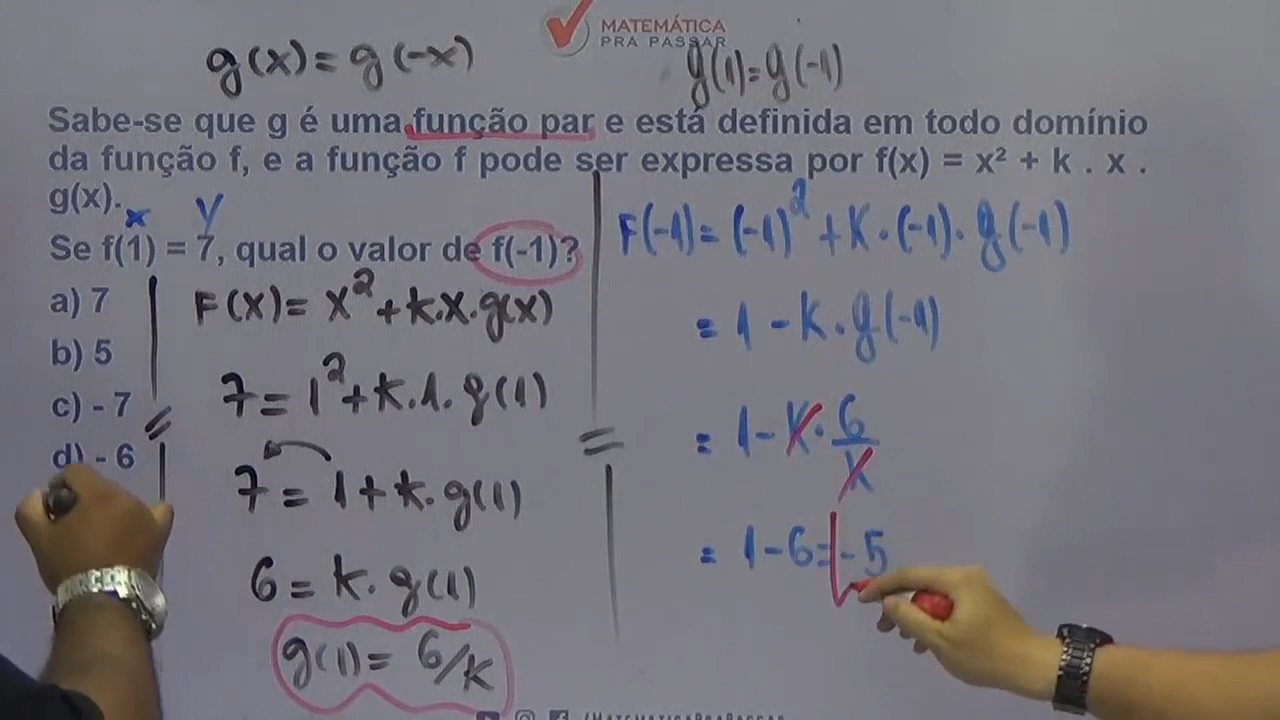 MATEMÁTICA
PRA PASSAR
g(x) = g(-x)
g(1) = g(-1)
Sabe-se que g é uma função par e está definida em todo domínio
da função f, e a função f pode ser expressa por f(x) = x² + k . x .
g(x).
x y
Se f(1) = 7, qual o valor de f(-1)?
a) 7
b) 5
c) - 7
d) - 6
F(X) = X² + k.X.g(x)
7 = 1² + k.1.g(1)
7 = 1 + k.g(1)
6 = k.g(1)
g(1) = 6/K
F(-1) = (-1)² + K.(-1).g(-1)
= 1 - K.g(-1)
= 1 - K. 6/K
= 1 - 6 = -5
/MATEMATICAPRAPASSAR